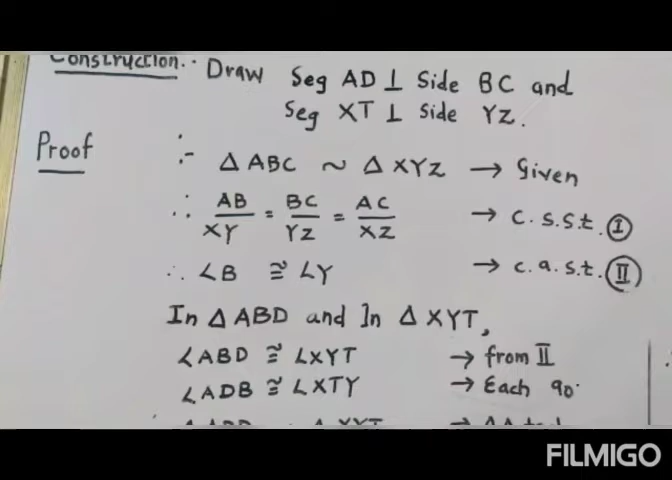 Construction :- Draw Seg AD ⊥ Side BC and
Seg XT ⊥ Side YZ.
Proof :- △ ABC ~ △ XYZ → Given
∴ AB/XY = BC/YZ = AC/XZ → c.s.s.t. Ⓘ
∴ ∠B ≅ ∠Y → c.a.s.t. Ⓘ︎Ⓘ
In △ ABD and In △ XYT,
∠ABD ≅ ∠XYT → from II
∠ADB ≅ ∠XTY → Each 90°
FILMIGO